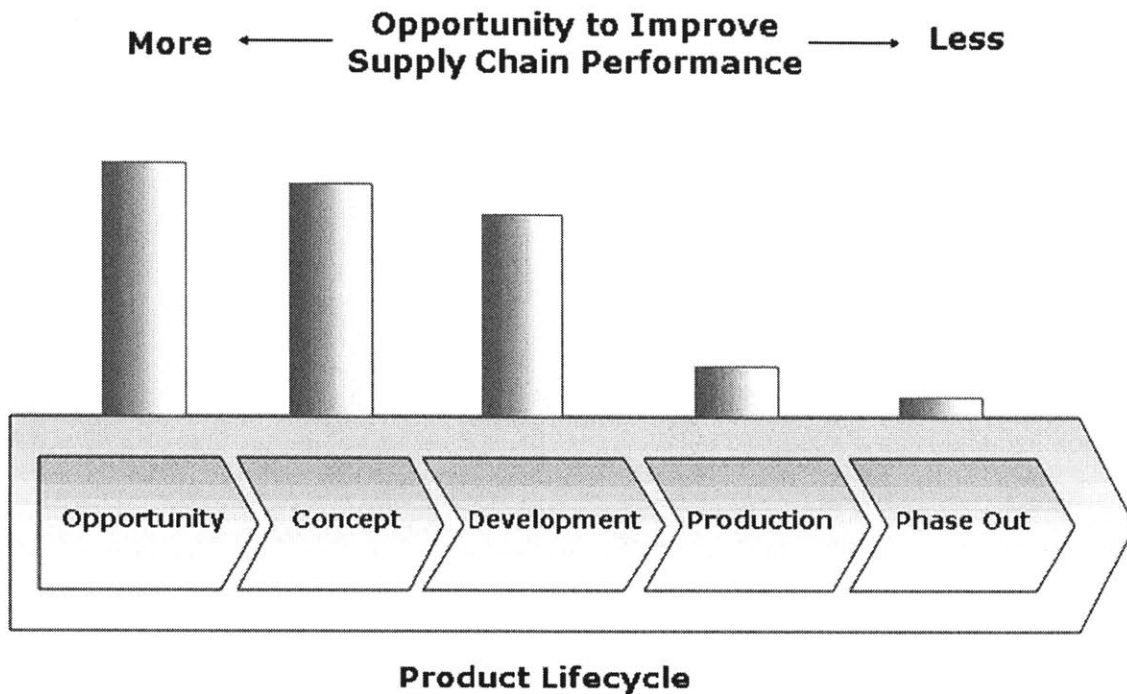 More
Opportunity to Improve
Supply Chain Performance
Less
Opportunity
Concept
Development
Production
Phase Out
Product Lifecycle